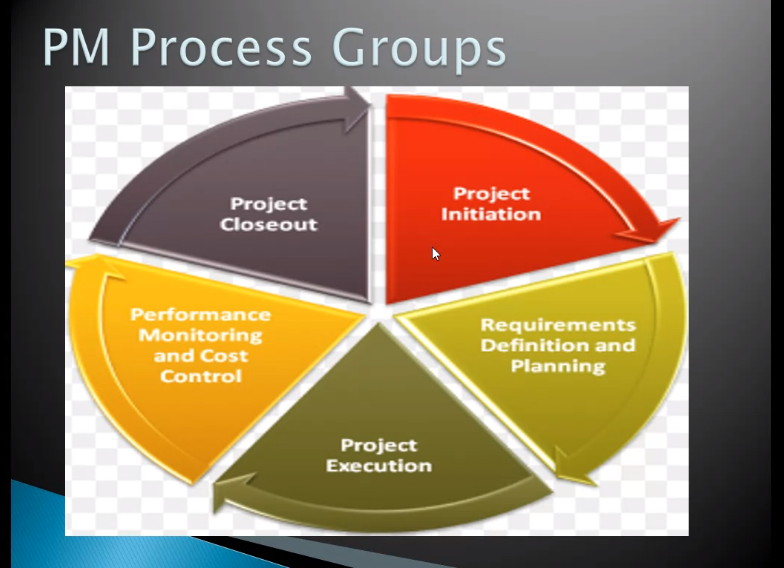 PM Process Groups
Project
Initiation
Requirements
Definition and
Planning
Project
Execution
Performance
Monitoring
and Cost
Control
Project
Closeout